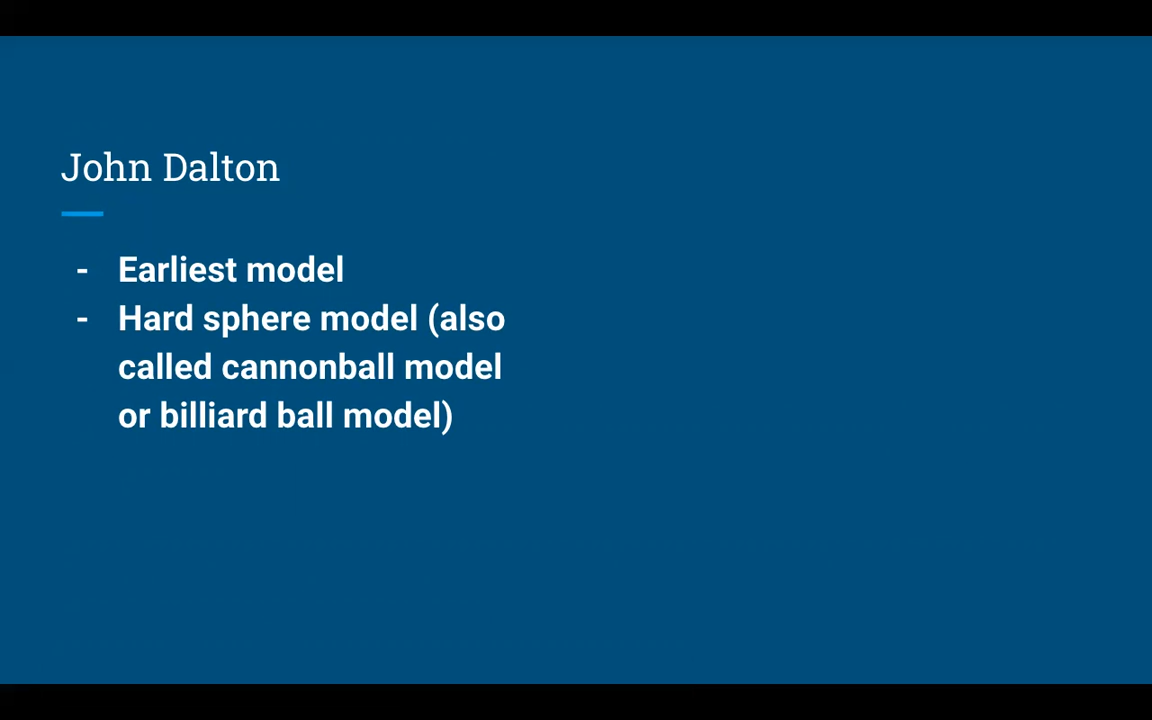 John Dalton
- Earliest model
- Hard sphere model (also
called cannonball model
or billiard ball model)